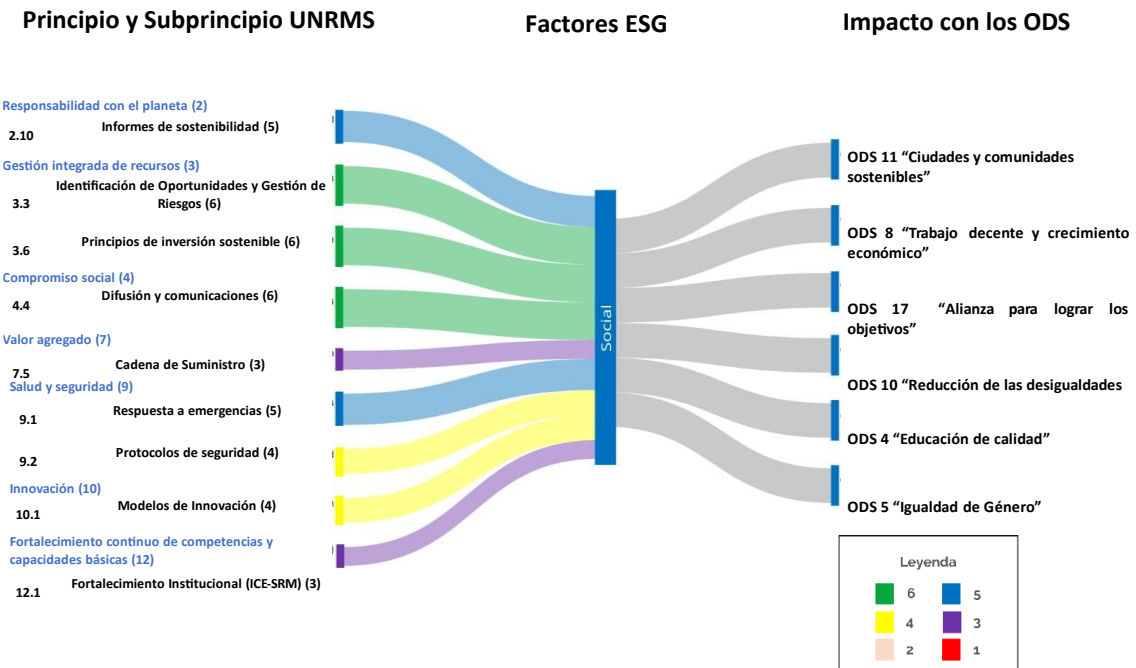 Principio y Subprincipio UNRMS
Factores ESG
Impacto con los ODS
Responsabilidad con el planeta (2)
2.10
Informes de sostenibilidad (5)
Gestión integrada de recursos (3)
3.3
Identificación de Oportunidades y Gestión de
Riesgos (6)
3.6
Principios de inversión sostenible (6)
Compromiso social (4)
4.4
Difusión y comunicaciones (6)
Valor agregado (7)
7.5
Cadena de Suministro (3)
Salud y seguridad (9)
9.1
Respuesta a emergencias (5)
9.2
Protocolos de seguridad (4)
Innovación (10)
10.1
Modelos de Innovación (4)
Fortalecimiento continuo de competencias y
capacidades básicas (12)
12.1
Fortalecimiento Institucional (ICE-SRM) (3)
Social
ODS 11 “Ciudades y comunidades
sostenibles”
ODS 8 “Trabajo decente y crecimiento
económico”
ODS 17 “Alianza para lograr los
objetivos”
ODS 10 “Reducción de las desigualdades
ODS 4 “Educación de calidad”
ODS 5 “Igualdad de Género”
Leyenda
6 5
4 3
2 1